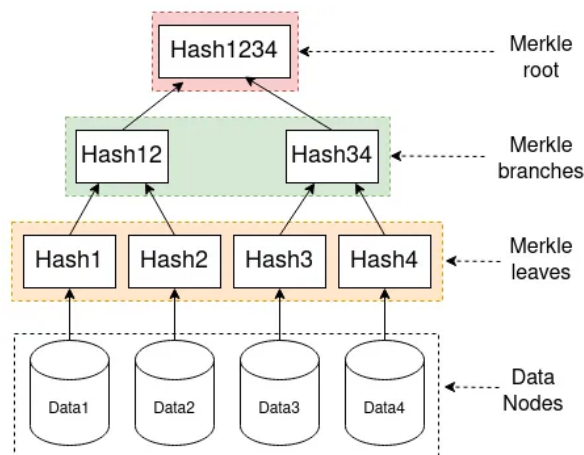 Hash1234
Merkle
root
Hash12
Hash34
Merkle
branches
Hash1
Hash2
Hash3
Hash4
Merkle
leaves
Data1
Data2
Data3
Data4
Data
Nodes